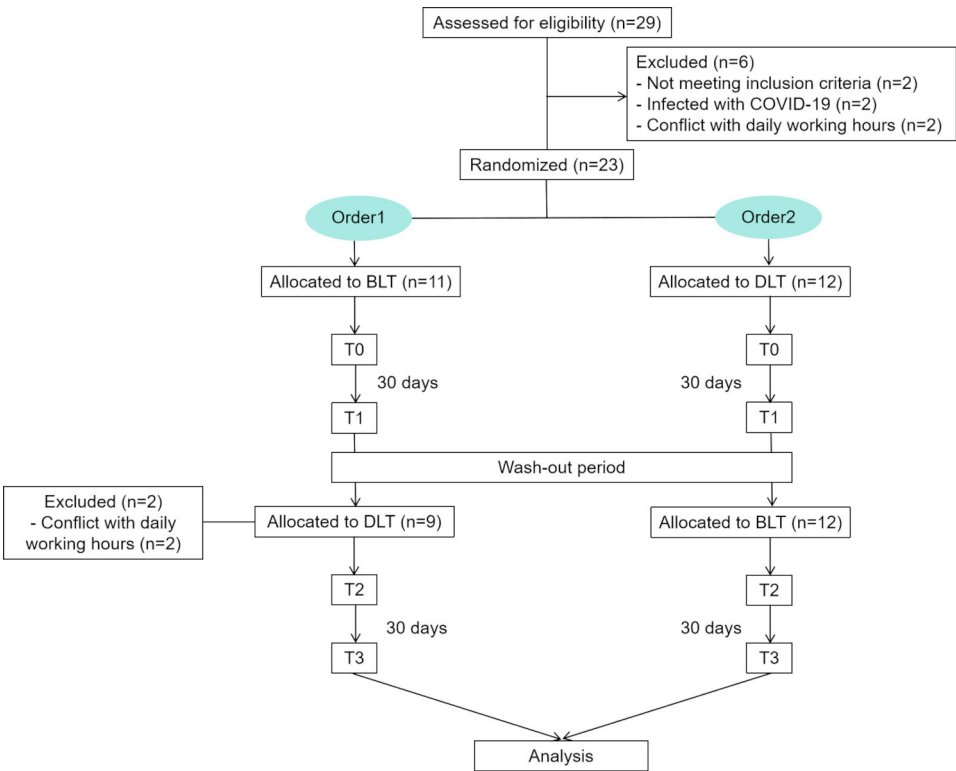 Assessed for eligibility (n=29)
Excluded (n=6)
- Not meeting inclusion criteria (n=2)
- Infected with COVID-19 (n=2)
- Conflict with daily working hours (n=2)
Randomized (n=23)
Order1
Order2
Allocated to BLT (n=11)
Allocated to DLT (n=12)
T0
T0
30 days
30 days
T1
T1
Wash-out period
Excluded (n=2)
- Conflict with daily
working hours (n=2)
Allocated to DLT (n=9)
Allocated to BLT (n=12)
T2
T2
30 days
30 days
T3
T3
Analysis